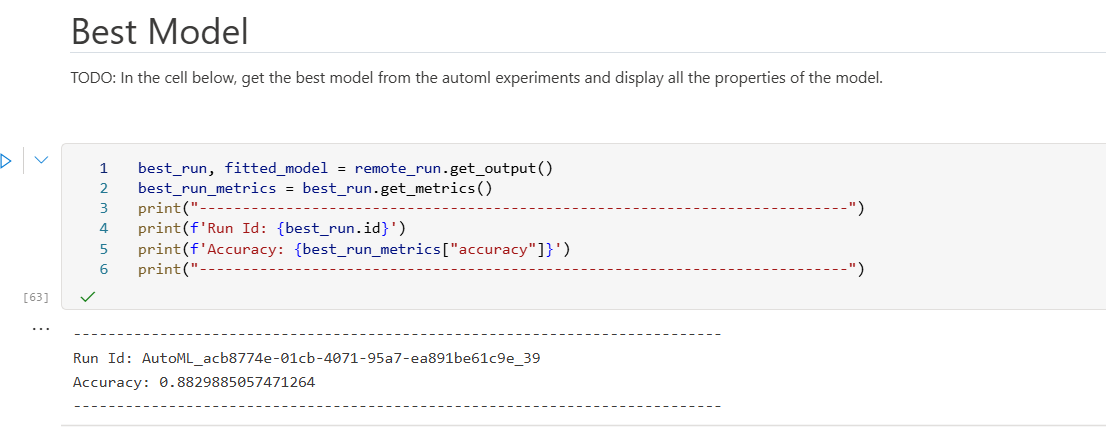 Best Model
TODO: In the cell below, get the best model from the automl experiments and display all the properties of the model.
1 best_run, fitted_model = remote_run.get_output()
2 best_run_metrics = best_run.get_metrics()
3 print("---------------------------------------------------------------------------")
4 print(f'Run Id: {best_run.id}')
5 print(f'Accuracy: {best_run_metrics["accuracy"]}')
6 print("---------------------------------------------------------------------------")
[63]
...
---------------------------------------------------------------------------
Run Id: AutoML_acb8774e-01cb-4071-95a7-ea891be61c9e_39
Accuracy: 0.8829885057471264
---------------------------------------------------------------------------